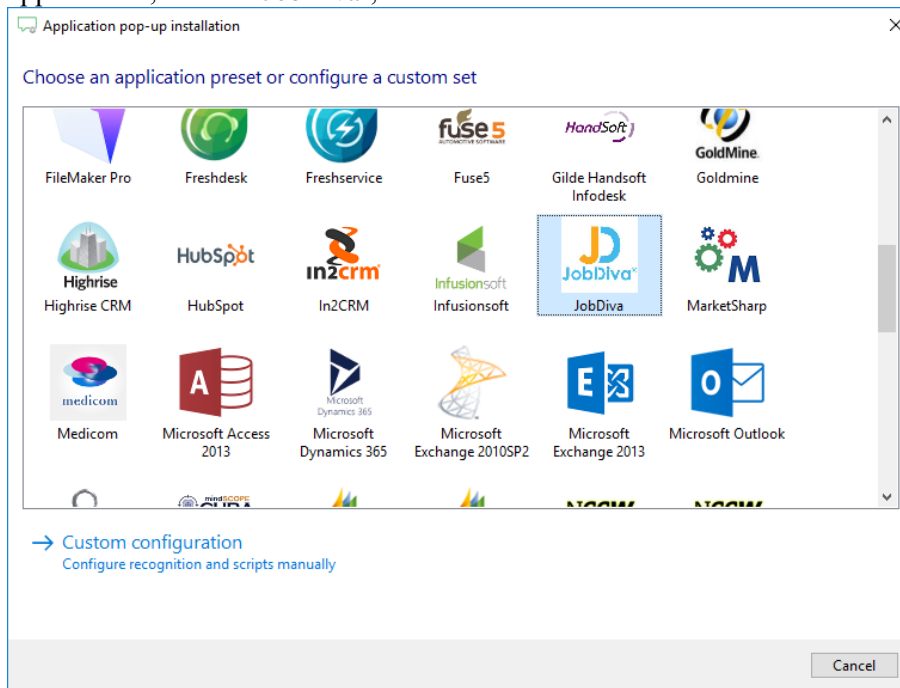 Application pop-up installation
Choose an application preset or configure a custom set
fuse5
AUTOMOTIVE SOFTWARE
HandSoft
GoldMine.
FileMaker Pro
Freshdesk
Freshservice
Fuse5
Gilde Handsoft
Infodesk
Goldmine
Highrise
HubSpot
in2crm
Infusionsoft
JobDiva
M
Highrise CRM
HubSpot
In2CRM
Infusionsoft
JobDiva
MarketSharp
medicom
A
Microsoft
Dynamics 365
E
O
Medicom
Microsoft Access
2013
Microsoft
Dynamics 365
Microsoft
Exchange 2010SP2
Microsoft
Exchange 2013
Microsoft Outlook
mindSCOPE
Custom configuration
Configure recognition and scripts manually
Cancel